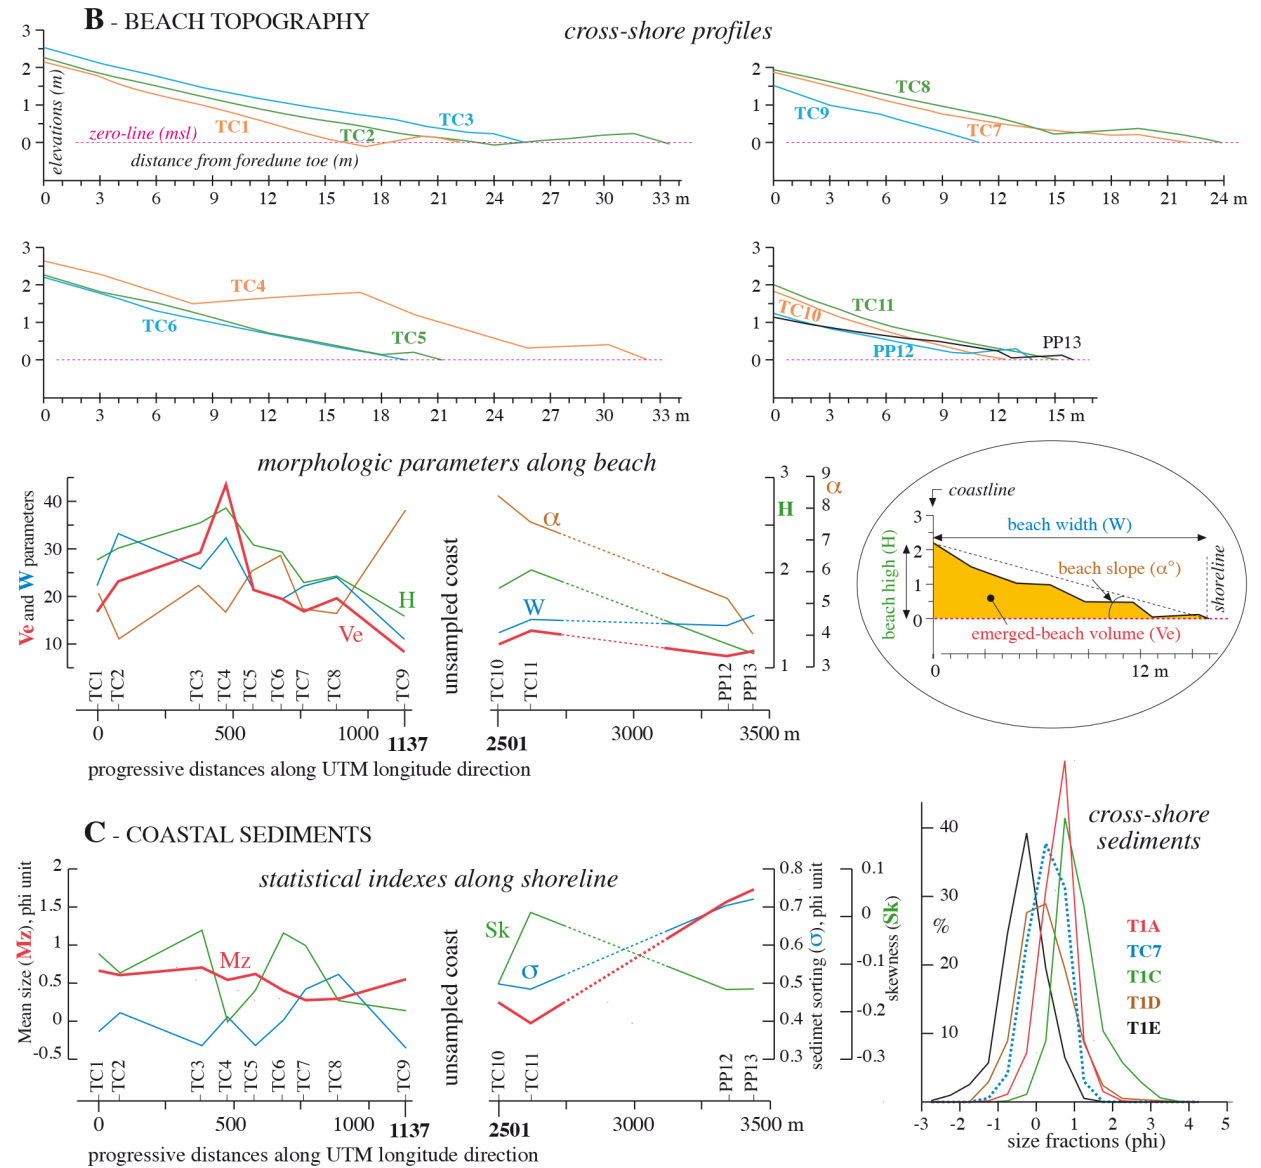 B - BEACH TOPOGRAPHY
cross-shore profiles
3
2
1
0
elevations (m)
zero-line (msl)
distance from foredune toe (m)
TC1
TC2
TC3
0 3 6 9 12 15 18 21 24 27 30 33 m
2
1
0
TC8
TC9
TC7
0 3 6 9 12 15 18 21 24 m
3
2
1
0
TC4
TC6
TC5
0 3 6 9 12 15 18 21 24 27 30 33 m
3
2
1
0
TC10
TC11
PP12
PP13
0 3 6 9 12 15 m
morphologic parameters along beach
Ve and W parameters
40
30
20
10
H
Ve
TC1 TC2 TC3 TC4 TC5 TC6 TC7 TC8 TC9
0 500 1000 1137
unsampled coast
α
W
TC10 TC11 PP12 PP13
2501 3000 3500 m
3
2
1
H
9
8
7
6
5
4
3
α
progressive distances along UTM longitude direction
coastline
beach width (W)
beach high (H)
3
2
1
0
beach slope (α°)
shoreline
emerged-beach volume (Ve)
0 12 m
C - COASTAL SEDIMENTS
statistical indexes along shoreline
Mean size (Mz), phi unit
2
1.5
1
0.5
0
-0.5
Mz
TC1 TC2 TC3 TC4 TC5 TC6 TC7 TC8 TC9
0 500 1000 1137
unsampled coast
Sk
σ
TC10 TC11 PP12 PP13
2501 3000 3500 m
0.8
0.7
0.6
0.5
0.4
0.3
sedimet sorting (σ), phi unit
0.1
0
-0.1
-0.2
-0.3
skewness (Sk)
progressive distances along UTM longitude direction
cross-shore
sediments
40
30
%
20
10
T1A
TC7
T1C
T1D
T1E
-3 -2 -1 0 1 2 3 4 5
size fractions (phi)